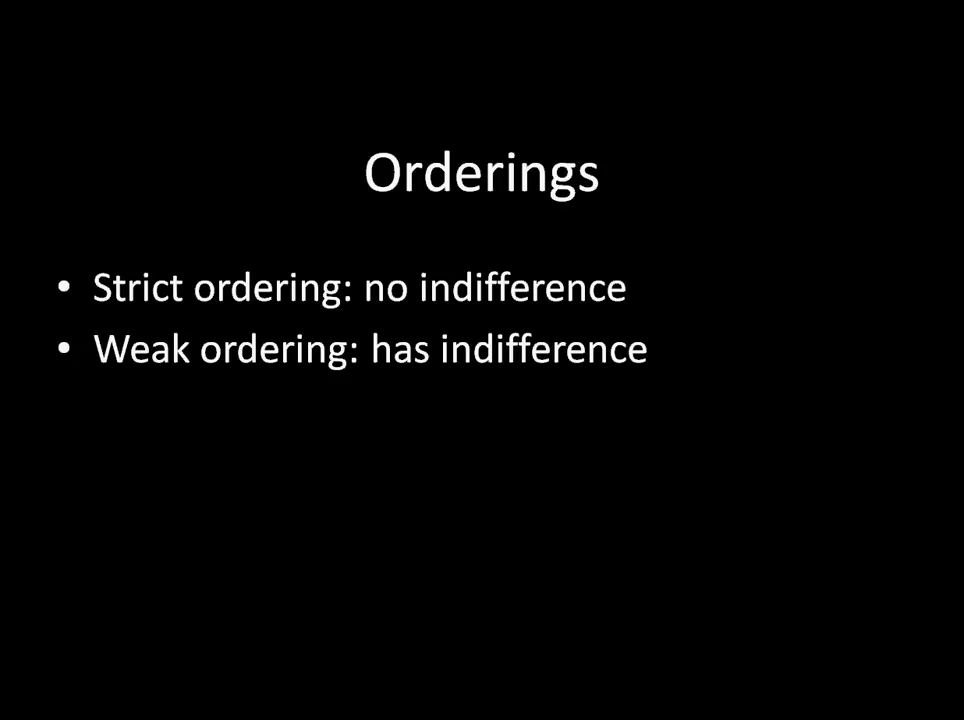 Orderings
• Strict ordering: no indifference
• Weak ordering: has indifference